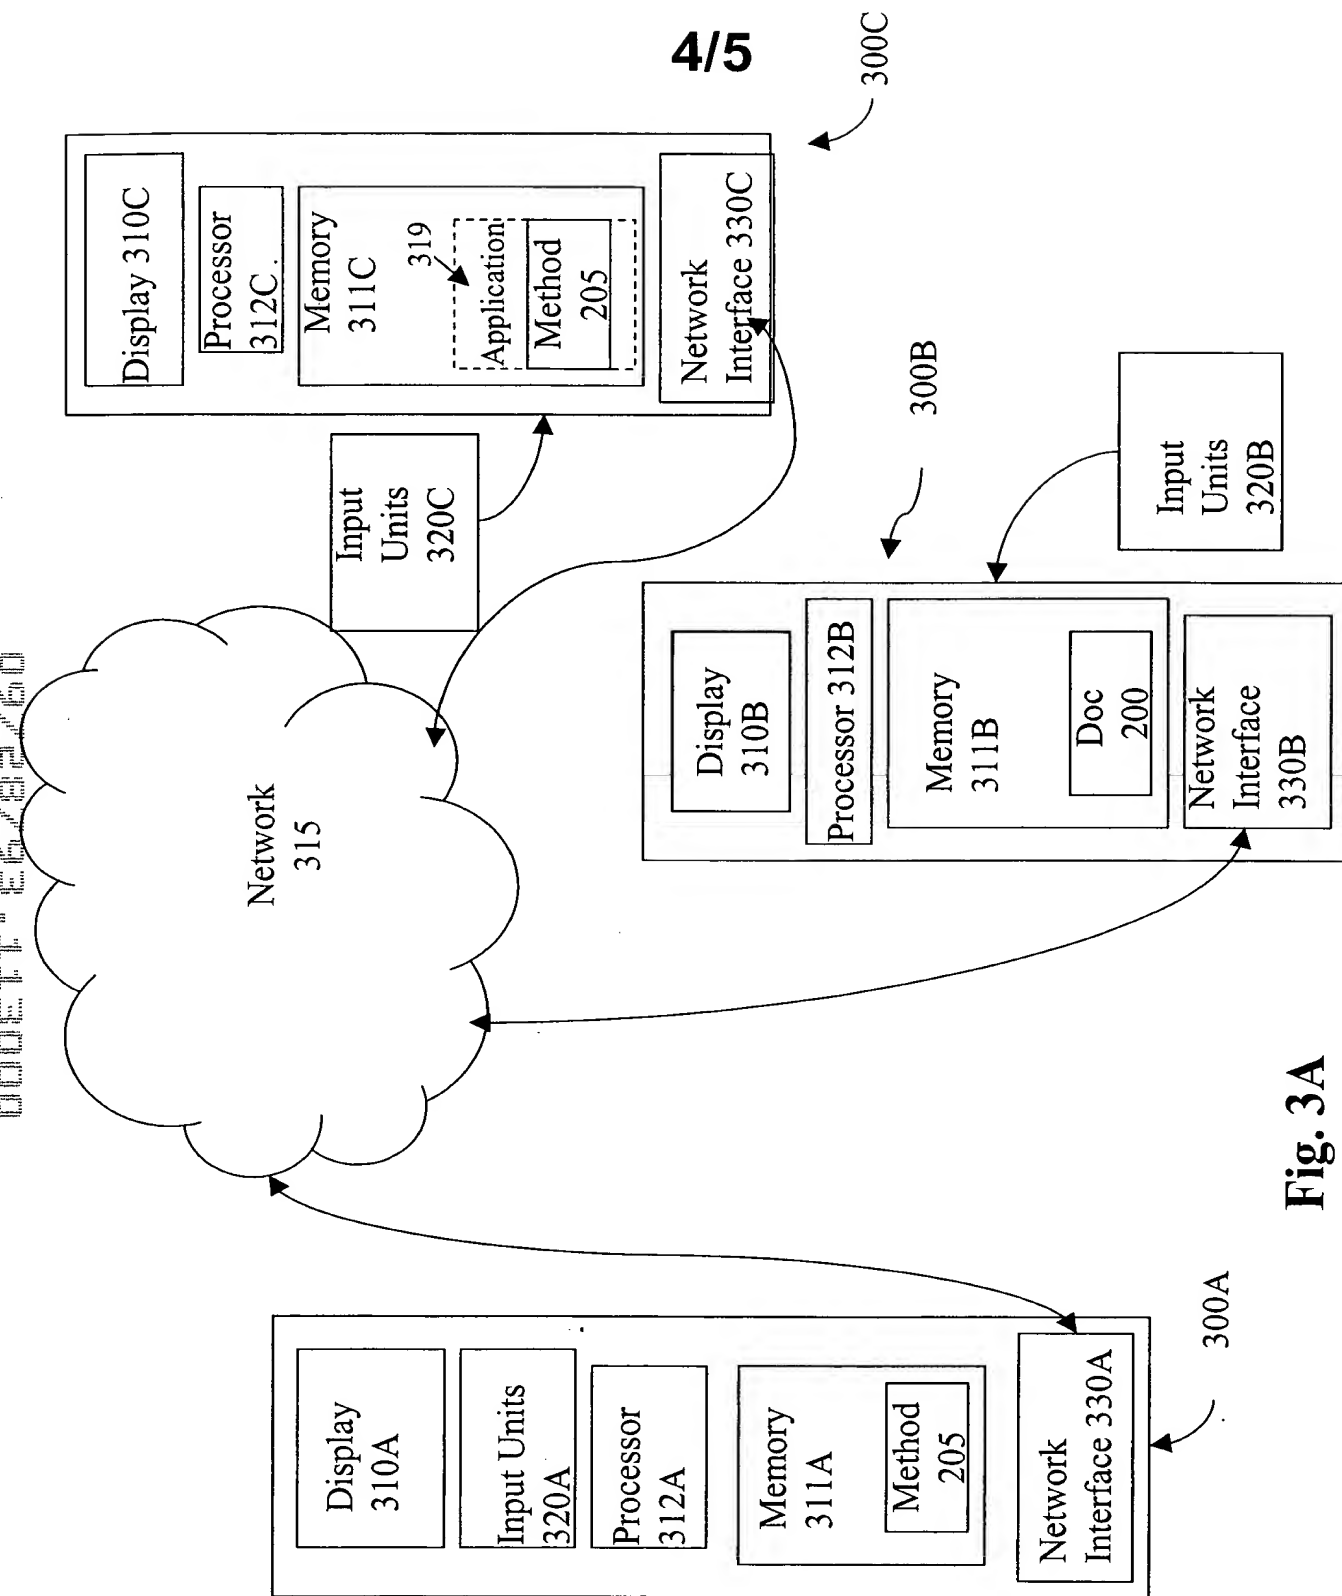 4/5
Network
315
Display
310A
Input Units
320A
Processor
312A
Memory
311A
Method
205
Network
Interface 330A
300A
Display
310B
Processor 312B
Memory
311B
Doc
200
Network
Interface
330B
Input
Units
320B
300B
Input
Units
320C
Display 310C
Processor
312C.
Memory
311C
319
Application
Method
205
Network
Interface 330C
300C
Fig. 3A